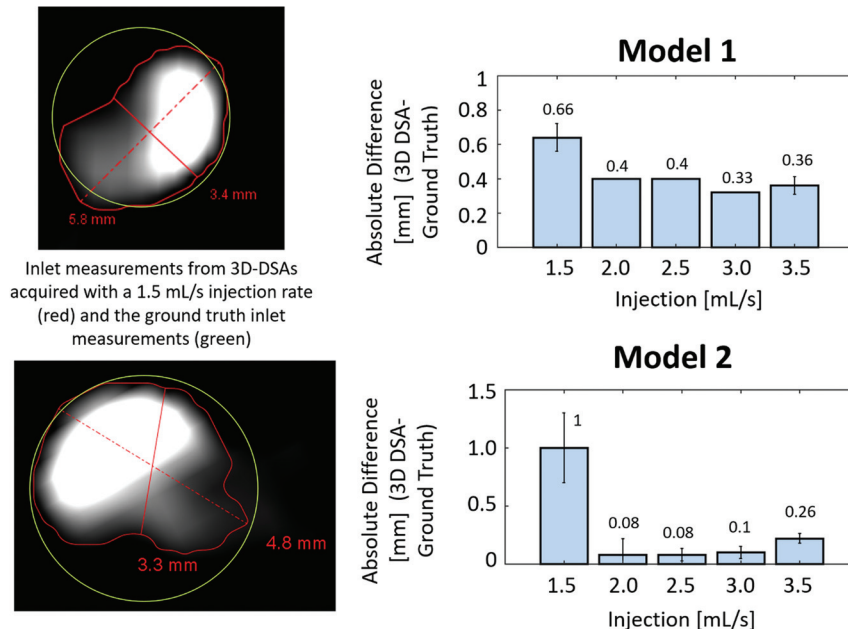 5.8 mm
3.4 mm
Inlet measurements from 3D-DSAs
acquired with a 1.5 mL/s injection rate
(red) and the ground truth inlet
measurements (green)
3.3 mm
4.8 mm
Model 1
Absolute Difference
[mm] (3D DSA-
Ground Truth)
1
0.8
0.6
0.4
0.2
0
0.66
0.4
0.4
0.33
0.36
1.5
2.0
2.5
3.0
3.5
Injection [mL/s]
Model 2
Absolute Difference
[mm] (3D DSA-
Ground Truth)
1.5
1.0
0.5
0
1
0.08
0.08
0.1
0.26
1.5
2.0
2.5
3.0
3.5
Injection [mL/s]